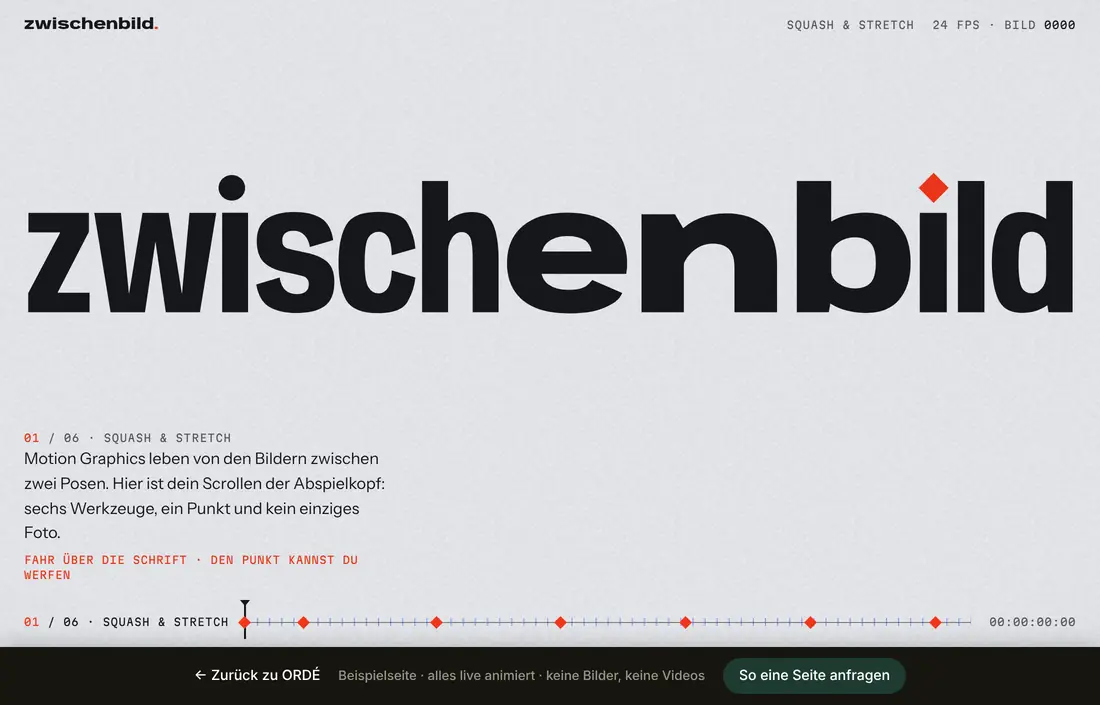 zwischenbild.
SQUASH & STRETCH 24 FPS · BILD 0000
zwischenbild
01 / 06 · SQUASH & STRETCH
Motion Graphics leben von den Bildern zwischen
zwei Posen. Hier ist dein Scrollen der Abspielkopf:
sechs Werkzeuge, ein Punkt und kein einziges
Foto.
FAHR ÜBER DIE SCHRIFT · DEN PUNKT KANNST DU
WERFEN
01 / 06 · SQUASH & STRETCH 00:00:00:00
← Zurück zu ORDÉ Beispielseite · alles live animiert · keine Bilder, keine Videos So eine Seite anfragen